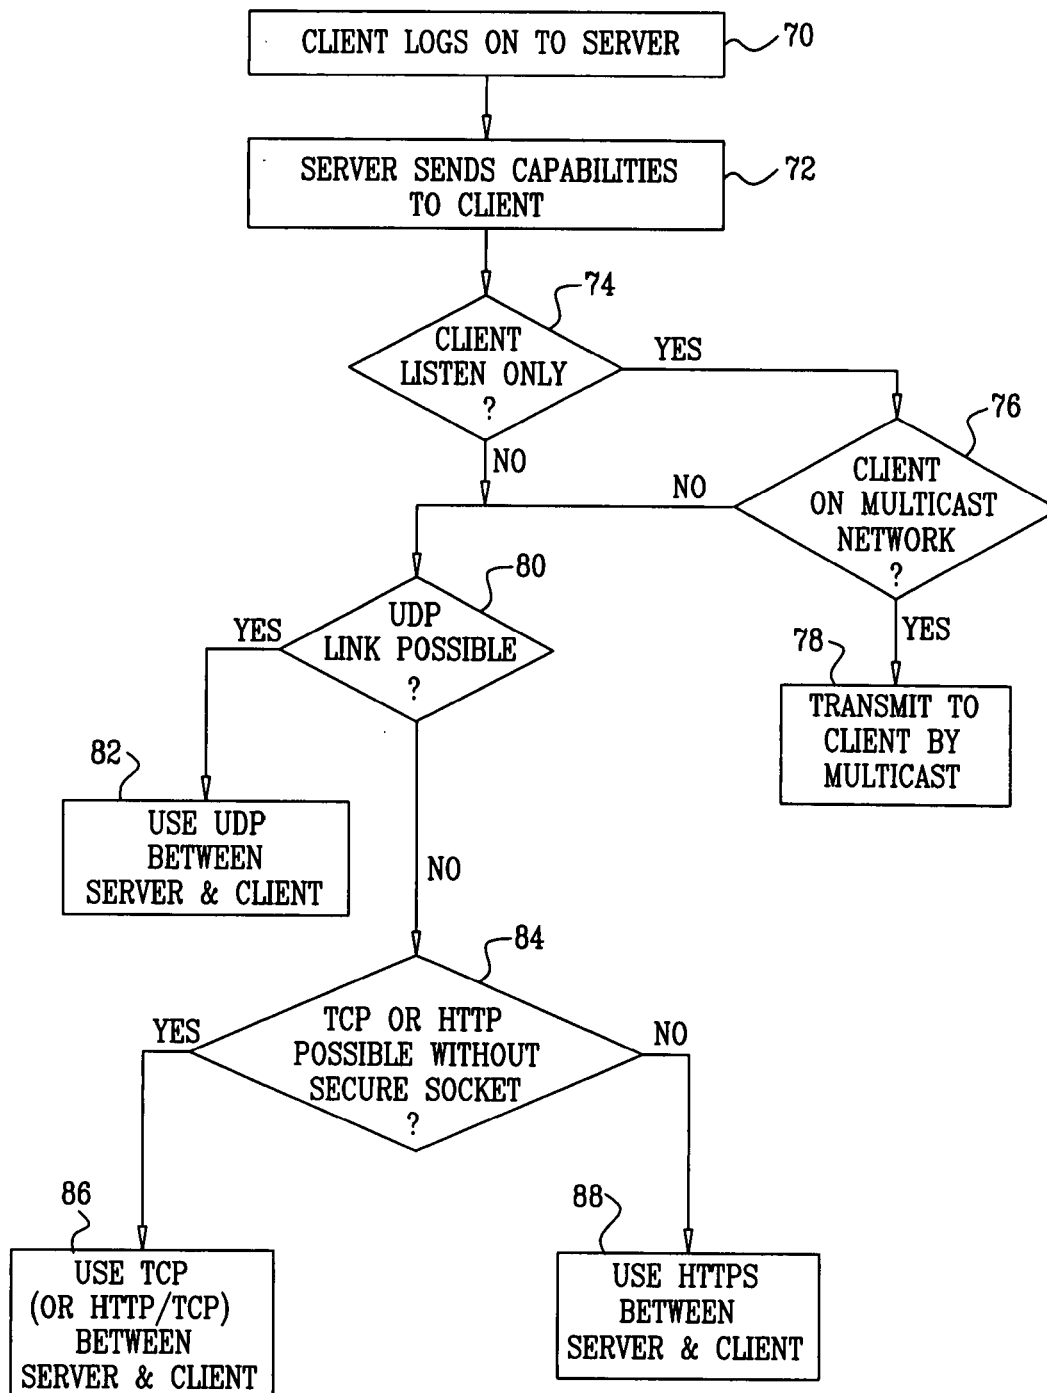 CLIENT LOGS ON TO SERVER
70
SERVER SENDS CAPABILITIES
TO CLIENT
72
74
CLIENT
LISTEN ONLY
?
YES
NO
76
CLIENT
ON MULTICAST
NETWORK
?
NO
YES
78
TRANSMIT TO
CLIENT BY
MULTICAST
80
UDP
LINK POSSIBLE
?
YES
82
USE UDP
BETWEEN
SERVER & CLIENT
NO
84
TCP OR HTTP
POSSIBLE WITHOUT
SECURE SOCKET
?
YES
NO
86
USE TCP
(OR HTTP/TCP)
BETWEEN
SERVER & CLIENT
88
USE HTTPS
BETWEEN
SERVER & CLIENT